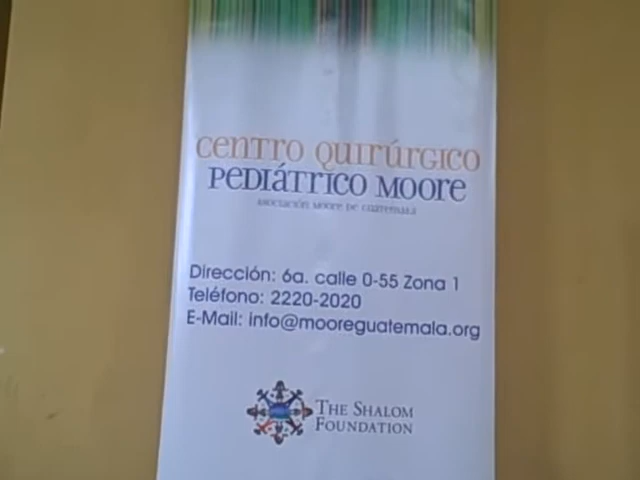 Centro Quirúrgico
Pediátrico Moore
Asociación Moore de Guatemala
Dirección: 6a. calle 0-55 Zona 1
Teléfono: 2220-2020
E-Mail: info@mooreguatemala.org
The Shalom
Foundation